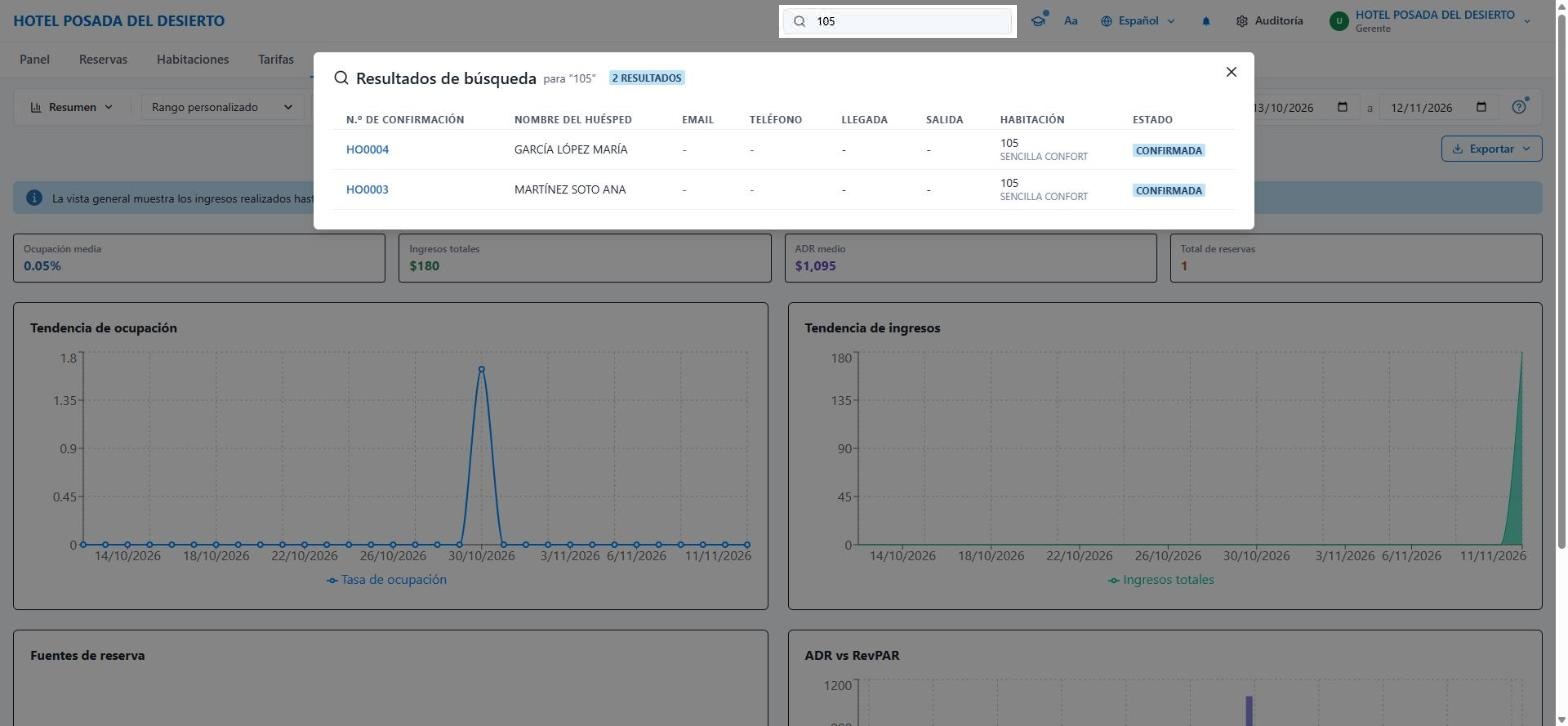 HOTEL POSADA DEL DESIERTO
105
Aa
Español
Auditoría
U
HOTEL POSADA DEL DESIERTO
Gerente
Panel
Reservas
Habitaciones
Tarifas
Resultados de búsqueda para "105" 2 RESULTADOS
Resumen
Rango personalizado
13/10/2026
a
12/11/2026
N.º DE CONFIRMACIÓN NOMBRE DEL HUÉSPED EMAIL TELÉFONO LLEGADA SALIDA HABITACIÓN ESTADO
HO0004 GARCÍA LÓPEZ MARÍA - - - - 105 CONFIRMADA
SENCILLA CONFORT
HO0003 MARTÍNEZ SOTO ANA - - - - 105 CONFIRMADA
SENCILLA CONFORT
Exportar
La vista general muestra los ingresos realizados hast
Ocupación media
0.05%
Ingresos totales
$180
ADR medio
$1,095
Total de reservas
1
Tendencia de ocupación
1.8
1.35
0.9
0.45
0
14/10/2026 18/10/2026 22/10/2026 26/10/2026 30/10/2026 3/11/2026 6/11/2026 11/11/2026
Tasa de ocupación
Tendencia de ingresos
180
135
90
45
0
14/10/2026 18/10/2026 22/10/2026 26/10/2026 30/10/2026 3/11/2026 6/11/2026 11/11/2026
Ingresos totales
Fuentes de reserva
ADR vs RevPAR
1200